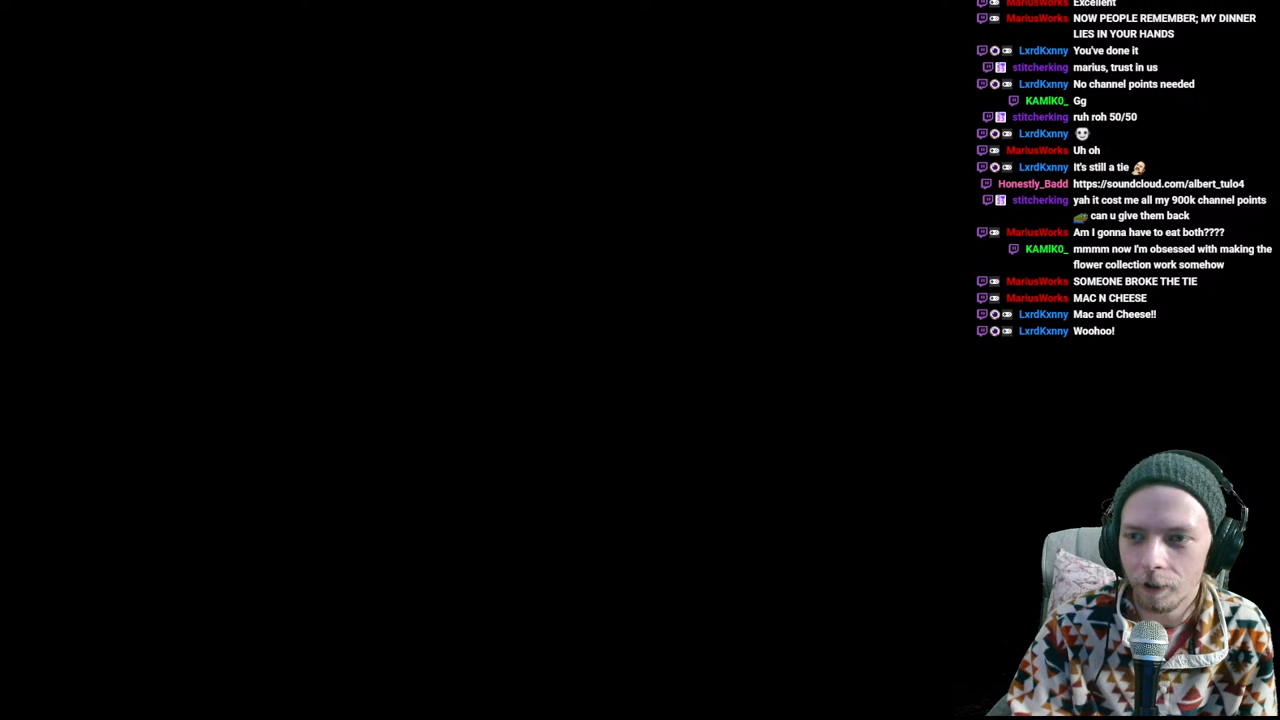 MariusWorks Excellent
MariusWorks NOW PEOPLE REMEMBER; MY DINNER
LIES IN YOUR HANDS
LxrdKxnny You've done it
stitcherking marius, trust in us
LxrdKxnny No channel points needed
KAMIK0_ Gg
stitcherking ruh roh 50/50
LxrdKxnny
MariusWorks Uh oh
LxrdKxnny It's still a tie
Honestly_Badd https://soundcloud.com/albert_tulo4
stitcherking yah it cost me all my 900k channel points
can u give them back
MariusWorks Am I gonna have to eat both????
KAMIK0_ mmmm now I'm obsessed with making the
flower collection work somehow
MariusWorks SOMEONE BROKE THE TIE
MariusWorks MAC N CHEESE
LxrdKxnny Mac and Cheese!!
LxrdKxnny Woohoo!